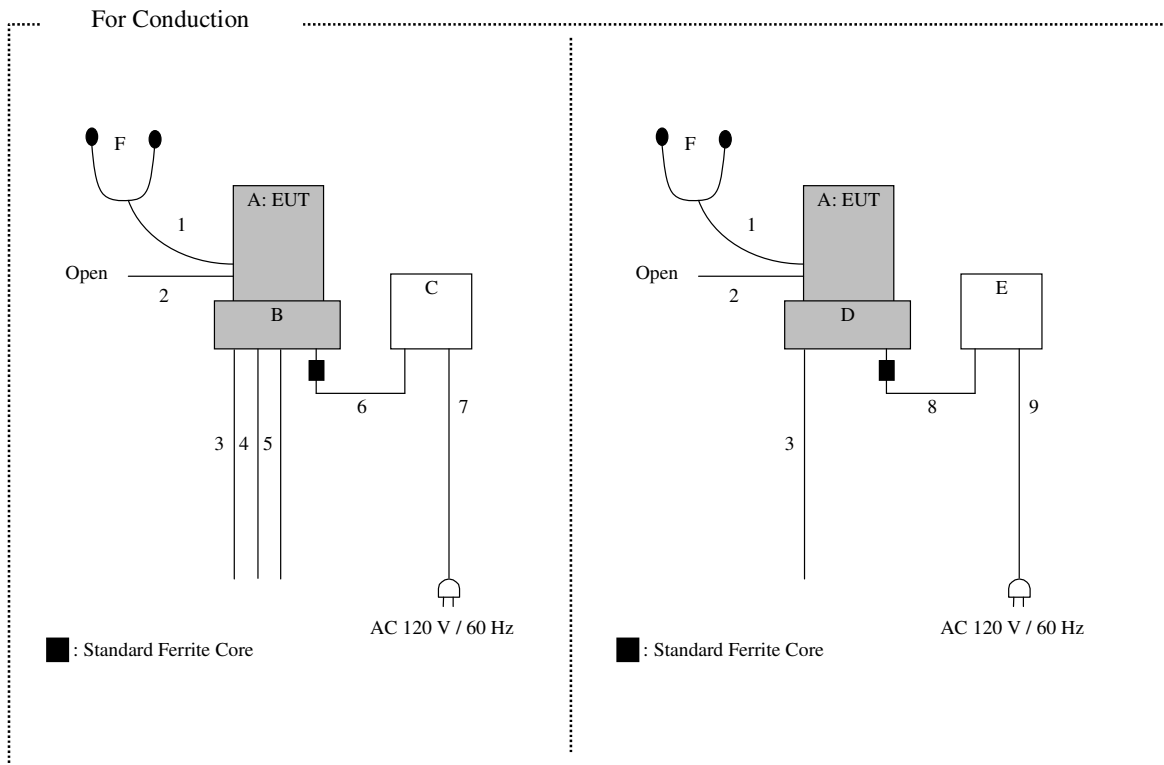 For Conduction
F
A: EUT
1
Open
2
C
B
6
7
3 4 5
AC 120 V / 60 Hz
: Standard Ferrite Core
F
A: EUT
1
Open
2
E
D
8
9
3
AC 120 V / 60 Hz
: Standard Ferrite Core